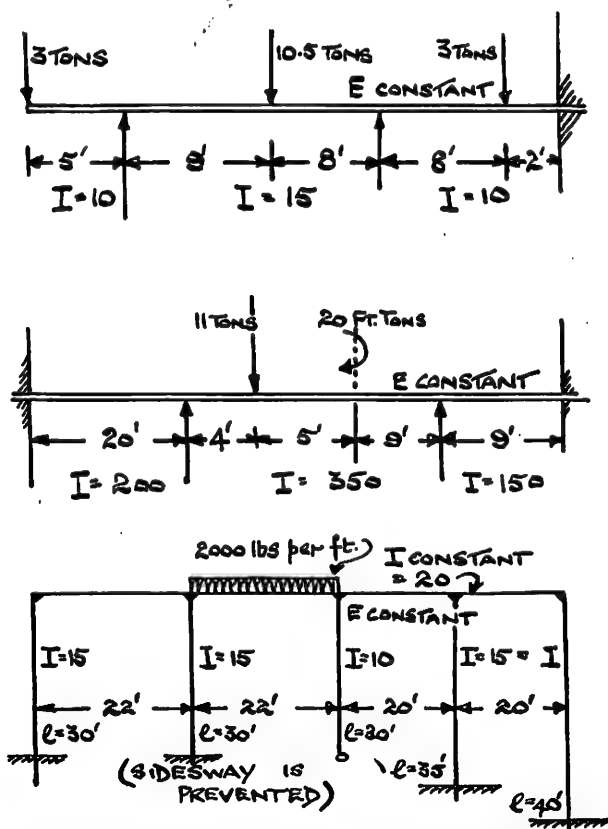 3 TONS 10.5 TONS 3 TONS
E CONSTANT
5' 8' 8' 8' 2'
I=10 I=15 I=10
11 TONS 20 FT. TONS
E CONSTANT
20' 4' 5' 9' 9'
I=200 I=350 I=150
2000 lbs per ft. I CONSTANT
= 20
E CONSTANT
I=15 I=15 I=10 I=15=I
22' 22' 20' 20'
l=30' l=30' l=20'
l=35'
(SIDESWAY IS
PREVENTED)
l=40'